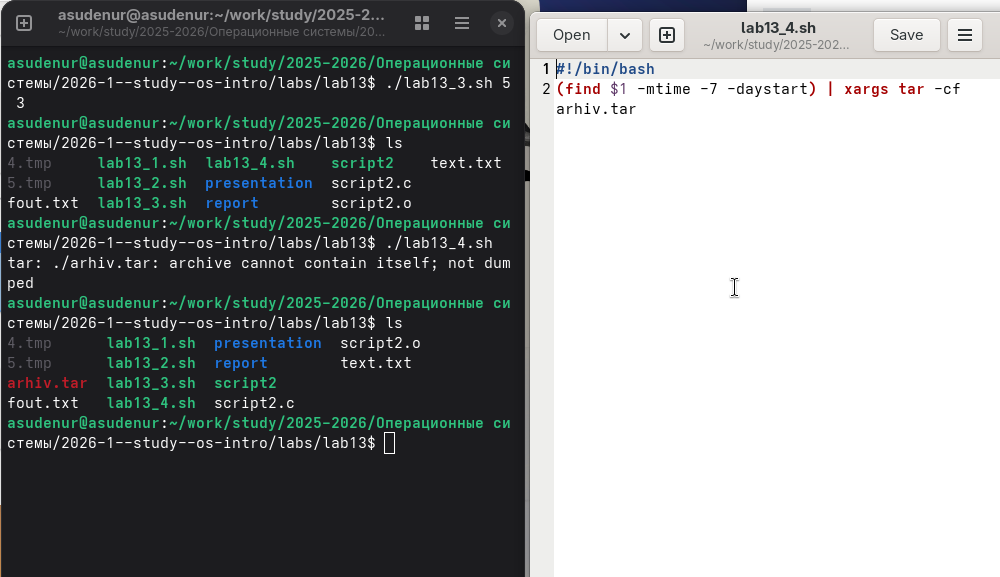 asudenur@asudenur:~/work/study/2025-2...
~/work/study/2025-2026/Операционные системы/20...
asudenur@asudenur:~/work/study/2025-2026/Операционные си
стемы/2026-1--study--os-intro/labs/lab13$ ./lab13_3.sh 5
3
asudenur@asudenur:~/work/study/2025-2026/Операционные си
стемы/2026-1--study--os-intro/labs/lab13$ ls
4.tmp lab13_1.sh lab13_4.sh script2 text.txt
5.tmp lab13_2.sh presentation script2.c
fout.txt lab13_3.sh report script2.o
asudenur@asudenur:~/work/study/2025-2026/Операционные си
стемы/2026-1--study--os-intro/labs/lab13$ ./lab13_4.sh
tar: ./arhiv.tar: archive cannot contain itself; not dum
ped
asudenur@asudenur:~/work/study/2025-2026/Операционные си
стемы/2026-1--study--os-intro/labs/lab13$ ls
4.tmp lab13_1.sh presentation script2.o
5.tmp lab13_2.sh report text.txt
arhiv.tar lab13_3.sh script2
fout.txt lab13_4.sh script2.c
asudenur@asudenur:~/work/study/2025-2026/Операционные си
стемы/2026-1--study--os-intro/labs/lab13$
Open
lab13_4.sh
~/work/study/2025-202...
Save
1 #!/bin/bash
2 (find $1 -mtime -7 -daystart) | xargs tar -cf
arhiv.tar